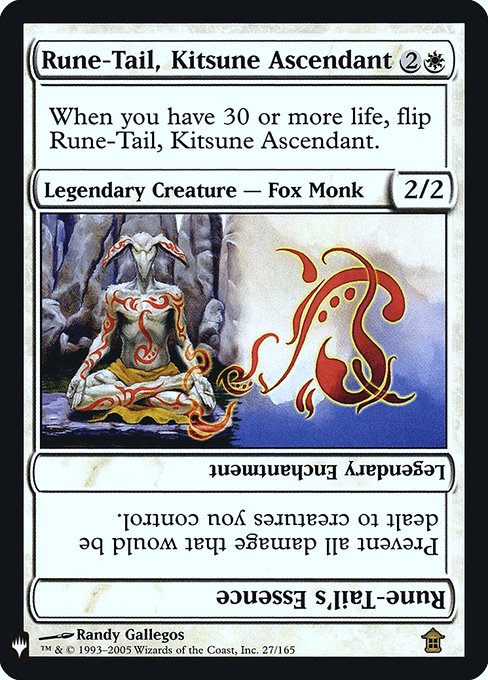 Rune-Tail, Kitsune Ascendant 2
When you have 30 or more life, flip
Rune-Tail, Kitsune Ascendant.
Legendary Creature — Fox Monk 2/2
Legendary Enchantment
Prevent all damage that would be
dealt to creatures you control.
Rune-Tail's Essence
Randy Gallegos
™ & © 1993–2005 Wizards of the Coast, Inc. 27/165